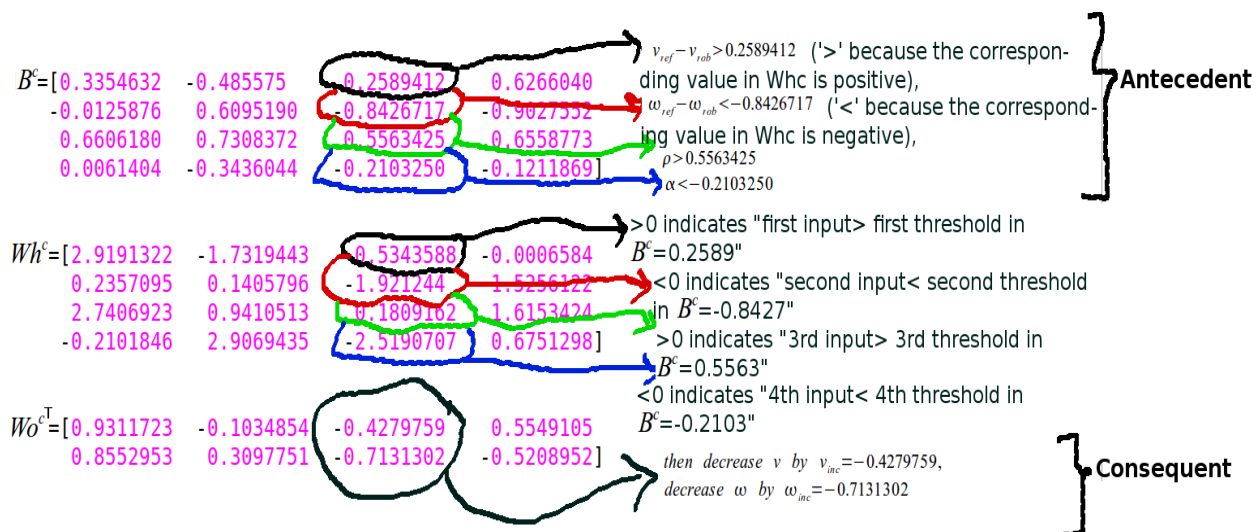 v_ref−v_rob>0.2589412 ('>' because the correspon-
B^c=[0.3354632 -0.485575 0.2589412 0.6266040
ding value in Whc is positive),
Antecedent
-0.0125876 0.6095190 -0.8426717 -0.9027552
ω_ref−ω_rob<−0.8426717 ('<' because the correspond-
ing value in Whc is negative),
0.6606180 0.7308372 0.5563425 0.6558773
ρ>0.5563425
0.0061404 -0.3436044 -0.2103250 -0.1211869]
α<−0.2103250
>0 indicates "first input> first threshold in
Wh^c=[2.9191322 -1.7319443 0.5343588 -0.0006584
B^c=0.2589"
0.2357095 0.1405796 -1.921244 1.5256122
<0 indicates "second input< second threshold
in B^c=-0.8427"
2.7406923 0.9410513 0.1809162 1.6153424
-0.2101846 2.9069435 -2.5190707 0.6751298]
>0 indicates "3rd input> 3rd threshold in
B^c=0.5563"
<0 indicates "4th input< 4th threshold in
B^c=-0.2103"
Wo^c^T=[0.9311723 -0.1034854 -0.4279759 0.5549105
0.8552953 0.3097751 -0.7131302 -0.5208952]
then decrease v by v_inc=−0.4279759,
Consequent
decrease ω by ω_inc=−0.7131302